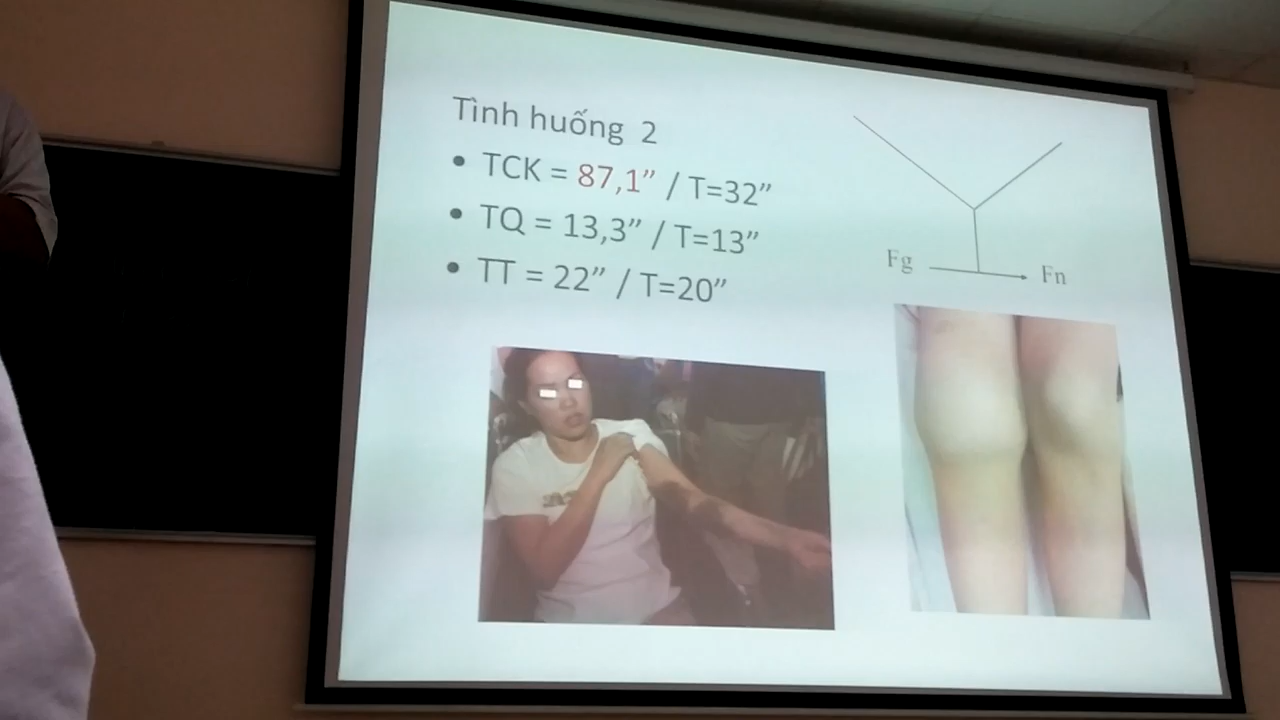 Tình huống 2
• TCK = 87,1” / T=32”
• TQ = 13,3” / T=13”
• TT = 22” / T=20”
Fg
Fn